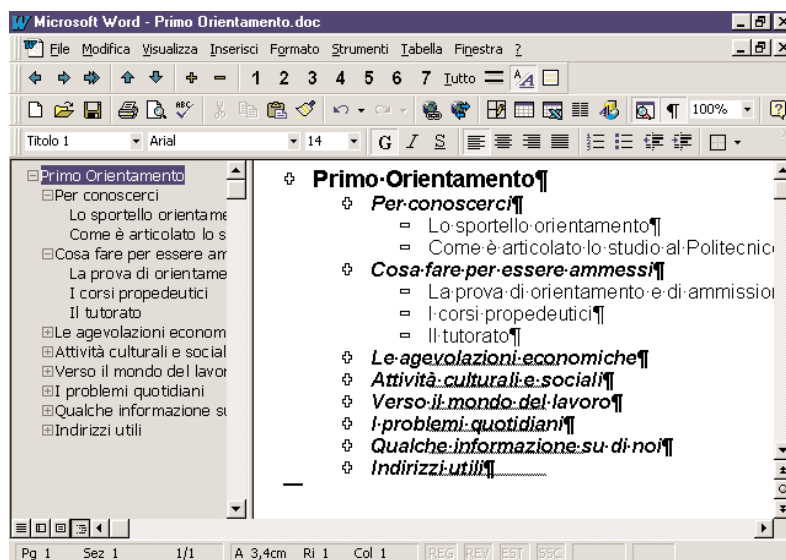 Microsoft Word - Primo Orientamento.doc
File Modifica Visualizza Inserisci Formato Strumenti Tabella Finestra ?
1 2 3 4 5 6 7 Tutto
ABC 100%
Titolo 1 Arial 14 G I S
Primo Orientamento
Per conoscerci
Lo sportello orientame
Come è articolato lo s
Cosa fare per essere am
La prova di orientame
I corsi propedeutici
Il tutorato
Le agevolazioni econom
Attività culturali e social
Verso il mondo del lavor
I problemi quotidiani
Qualche informazione su
Indirizzi utili
Primo·Orientamento¶
Per·conoscerci¶
Lo·sportello·orientamento¶
Come·è·articolato·lo·studio·al·Politecnico
Cosa·fare·per·essere·ammessi¶
La·prova·di·orientamento·e·di·ammission
I·corsi·propedeutici¶
Il·tutorato¶
Le·agevolazioni·economiche¶
Attività·culturali·e·sociali¶
Verso·il·mondo·del·lavoro¶
I·problemi·quotidiani¶
Qualche·informazione·su·di·noi¶
Indirizzi·utili¶
Pg 1 Sez 1 1/1 A 3,4cm Ri 1 Col 1 REG REV EST SSC